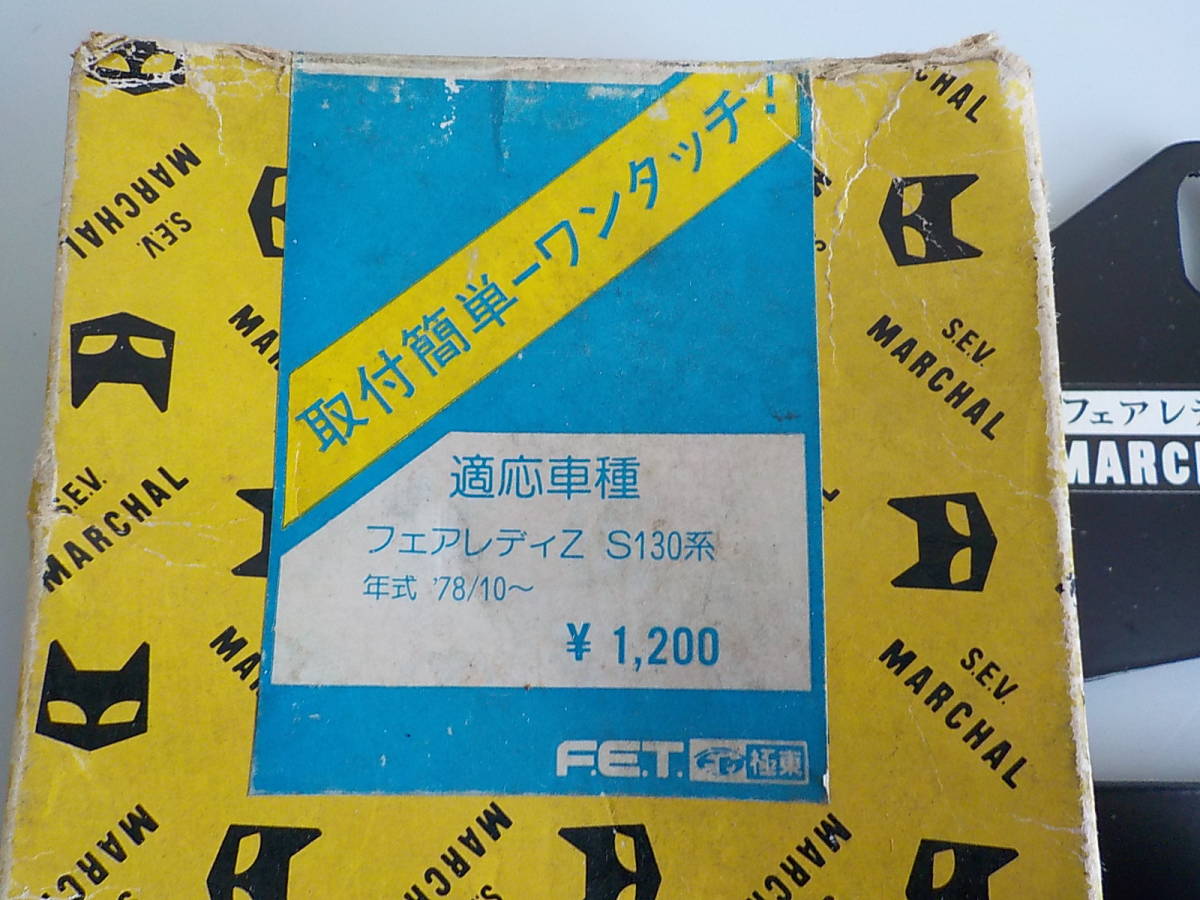 取付簡単ーワンタッチ!
適応車種
フェアレディZ S130系
年式 '78/10〜
¥ 1,200
F.E.T. 極東
MARCHAL
S.E.V.
MARCHAL
S.E.V.
MARCHAL
S.E.V.
MARCHAL
S.E.V.
MARCHAL
フェアレデ
MARCH